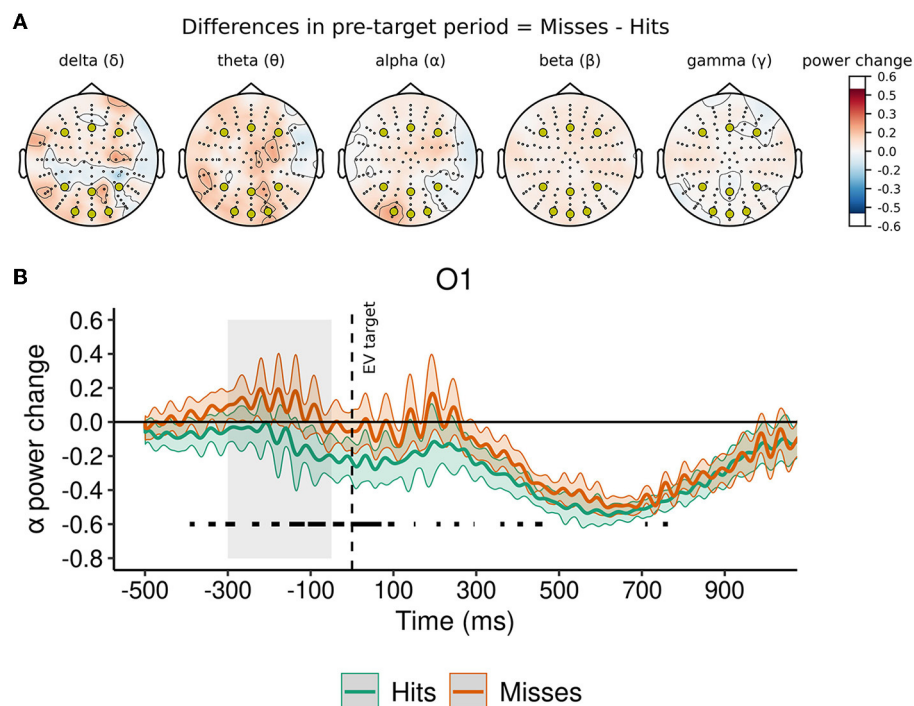 A
Differences in pre-target period = Misses - Hits
delta (δ) theta (θ) alpha (α) beta (β) gamma (γ) power change
0.6
0.5
0.3
0.2
0.0
-0.2
-0.3
-0.5
-0.6
B
O1
EV target
α power change
0.6
0.4
0.2
0.0
-0.2
-0.4
-0.6
-0.8
-500 -300 -100 100 300 500 700 900
Time (ms)
Hits Misses